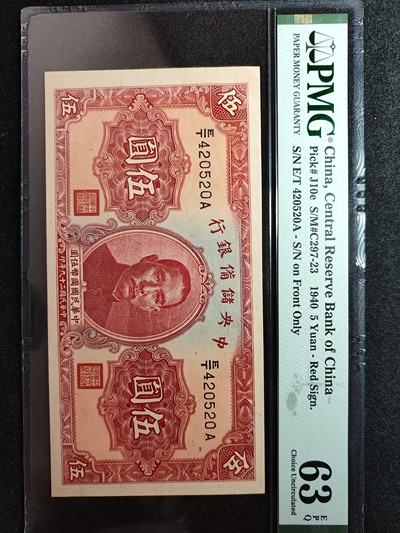 PMG
PAPER MONEY GUARANTY
China, Central Reserve Bank of China
Pick# J10e S/M#C297-23 1940, 5 Yuan - Red Sign.
S/N E/T 420520A - S/N on Front Only
63
EPQ
Choice Uncirculated
伍
伍
中央儲備銀行
E/T 420520A
E/T 420520A
伍圓
伍圓
伍
伍